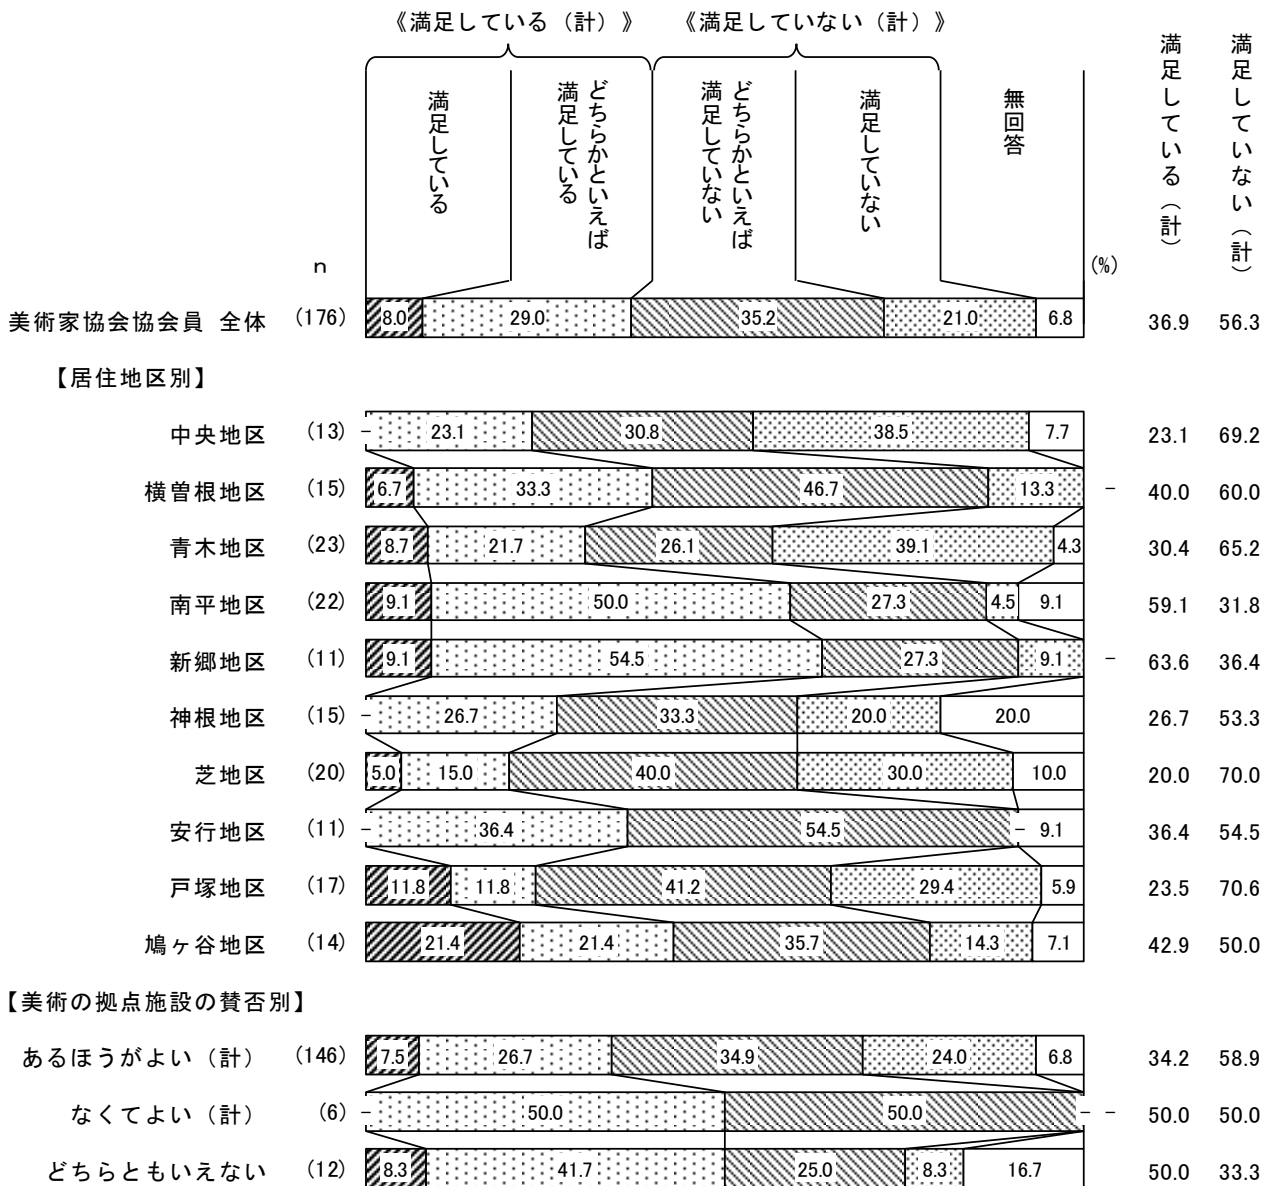 《満足している（計）》　《満足していない（計）》
満足している
どちらかといえば
満足している
どちらかといえば
満足していない
満足していない
無回答
満足している（計）
満足していない（計）
n (%)
美術家協会協会員 全体 (176) 8.0 29.0 35.2 21.0 6.8 36.9 56.3
【居住地区別】
中央地区 (13) － 23.1 30.8 38.5 7.7 23.1 69.2
横曽根地区 (15) 6.7 33.3 46.7 13.3 － 40.0 60.0
青木地区 (23) 8.7 21.7 26.1 39.1 4.3 30.4 65.2
南平地区 (22) 9.1 50.0 27.3 4.5 9.1 59.1 31.8
新郷地区 (11) 9.1 54.5 27.3 9.1 － 63.6 36.4
神根地区 (15) － 26.7 33.3 20.0 20.0 26.7 53.3
芝地区 (20) 5.0 15.0 40.0 30.0 10.0 20.0 70.0
安行地区 (11) － 36.4 54.5 － 9.1 36.4 54.5
戸塚地区 (17) 11.8 11.8 41.2 29.4 5.9 23.5 70.6
鳩ヶ谷地区 (14) 21.4 21.4 35.7 14.3 7.1 42.9 50.0
【美術の拠点施設の賛否別】
あるほうがよい（計） (146) 7.5 26.7 34.9 24.0 6.8 34.2 58.9
なくてよい（計） (6) － 50.0 50.0 － － 50.0 50.0
どちらともいえない (12) 8.3 41.7 25.0 8.3 16.7 50.0 33.3